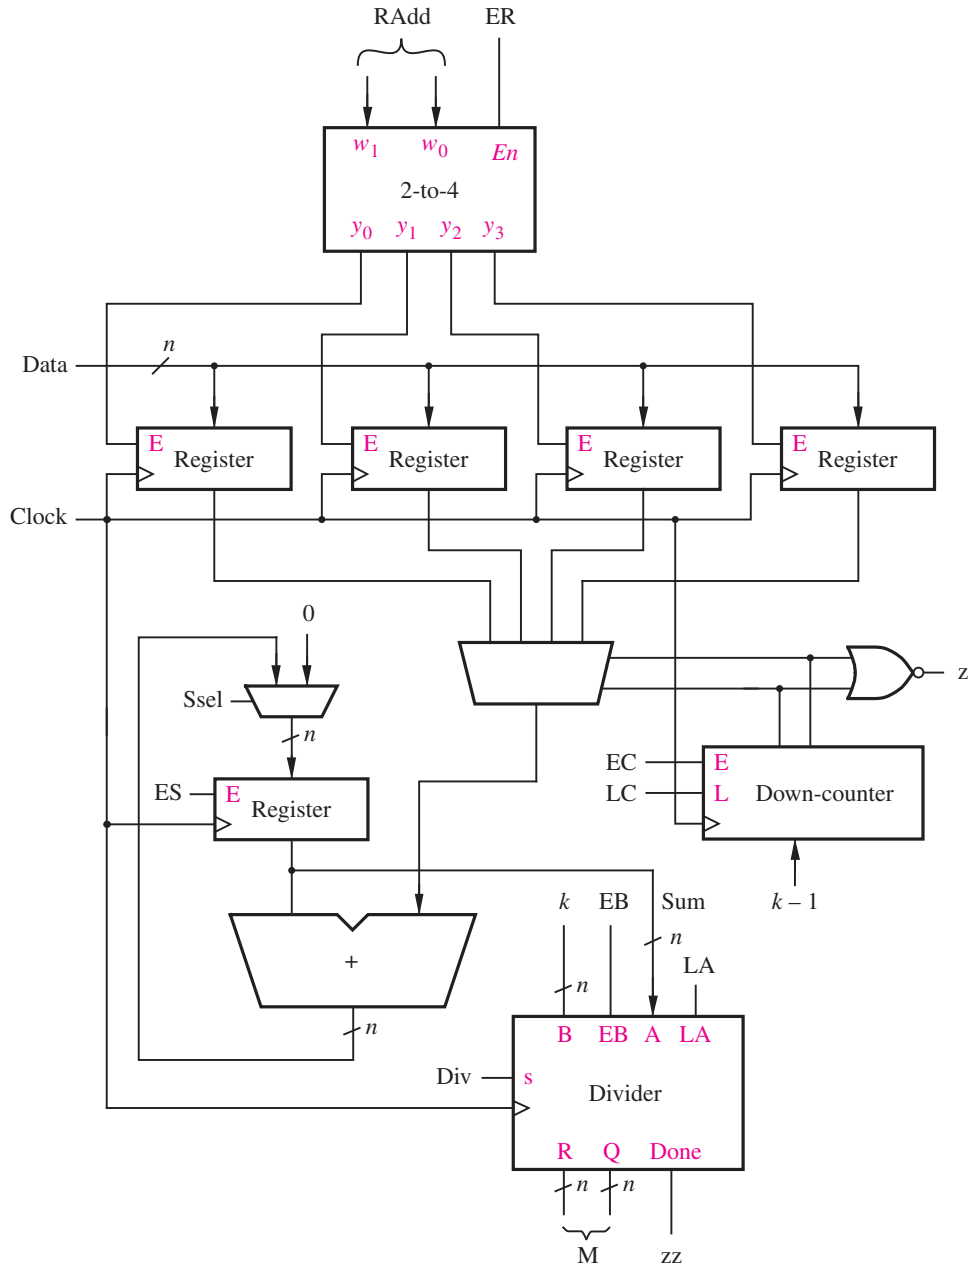 RAdd ER
w1 w0 En
2-to-4
y0 y1 y2 y3
n
Data
E E E E
Register Register Register Register
Clock
0
z
Ssel
n
EC E
LC L Down-counter
ES E
Register
k – 1
k EB Sum
n
LA
+
n
n
B EB A LA
Div s
Divider
R Q Done
n n
M zz